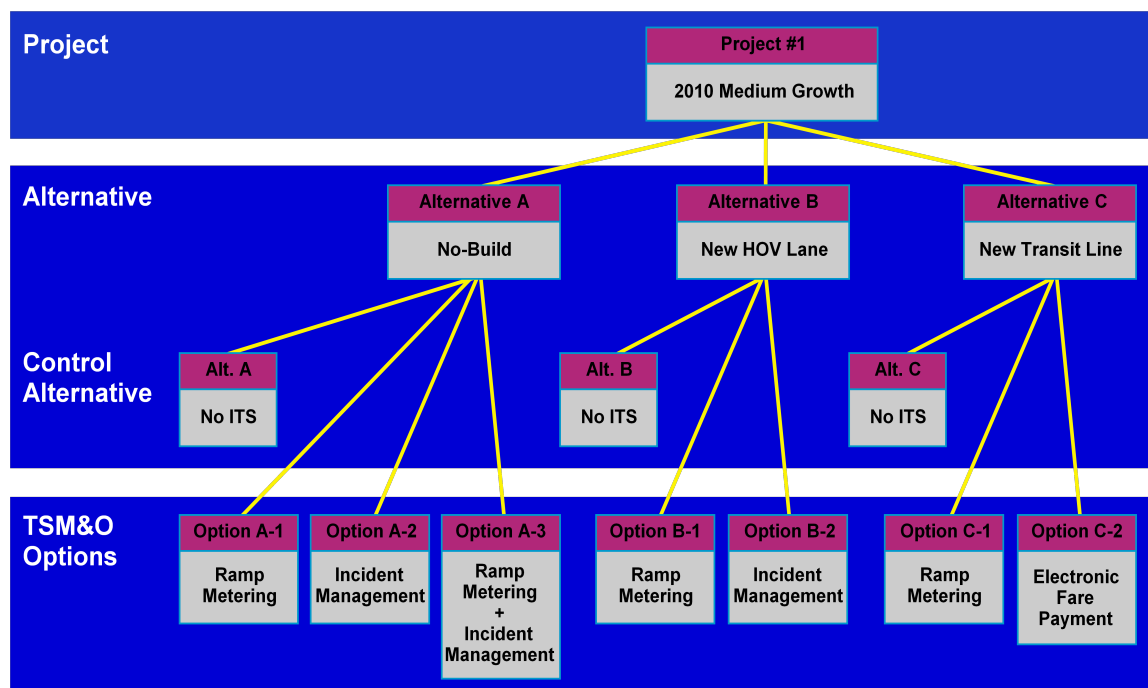 Project
Project #1
2010 Medium Growth
Alternative
Alternative A
No-Build
Alternative B
New HOV Lane
Alternative C
New Transit Line
Control
Alternative
Alt. A
No ITS
Alt. B
No ITS
Alt. C
No ITS
TSM&O
Options
Option A-1
Ramp
Metering
Option A-2
Incident
Management
Option A-3
Ramp
Metering
+
Incident
Management
Option B-1
Ramp
Metering
Option B-2
Incident
Management
Option C-1
Ramp
Metering
Option C-2
Electronic
Fare
Payment